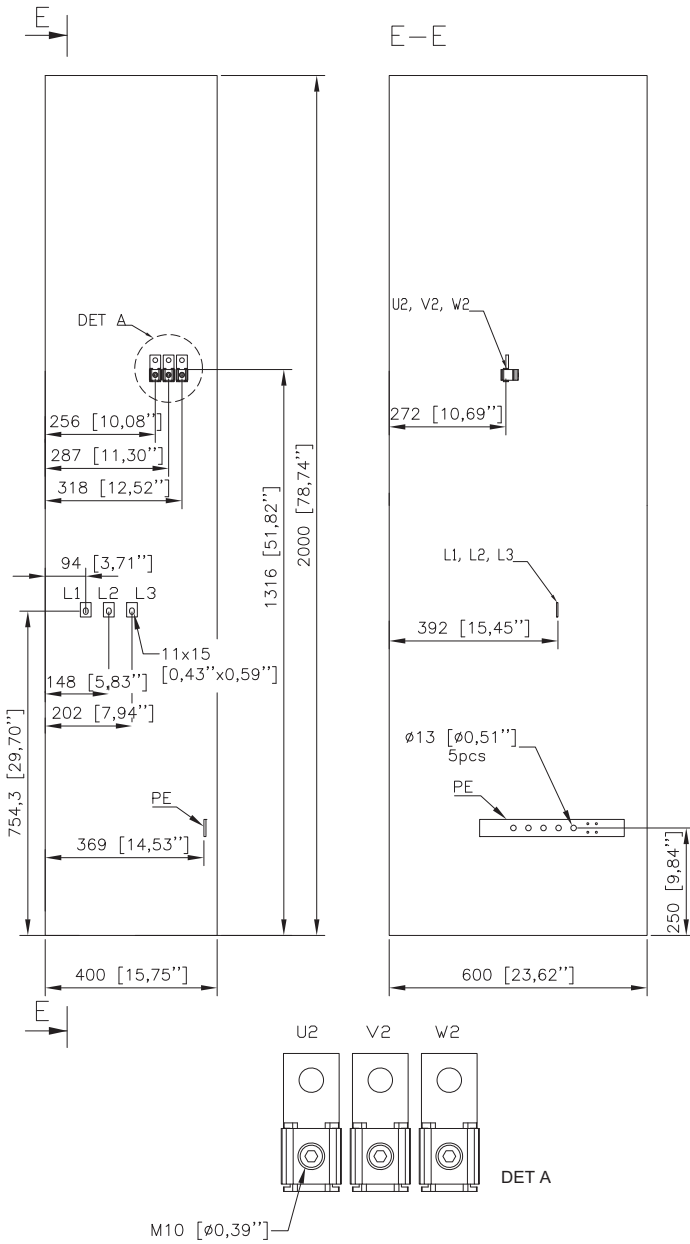 E
E–E
DET A
U2, V2, W2
256 [10,08’’]
272 [10,69’’]
287 [11,30’’]
318 [12,52’’]
1316 [51,82’’]
2000 [78,74’’]
94 [3,71’’]
L1 L2 L3
L1, L2, L3
11x15
[0,43’’x0,59’’]
392 [15,45’’]
148 [5,83’’]
202 [7,94’’]
754,3 [29,70’’]
ø13 [ø0,51’’]
5pcs
PE
PE
369 [14,53’’]
250 [9,84’’]
400 [15,75’’]
600 [23,62’’]
E
U2 V2 W2
DET A
M10 [ø0,39’’]